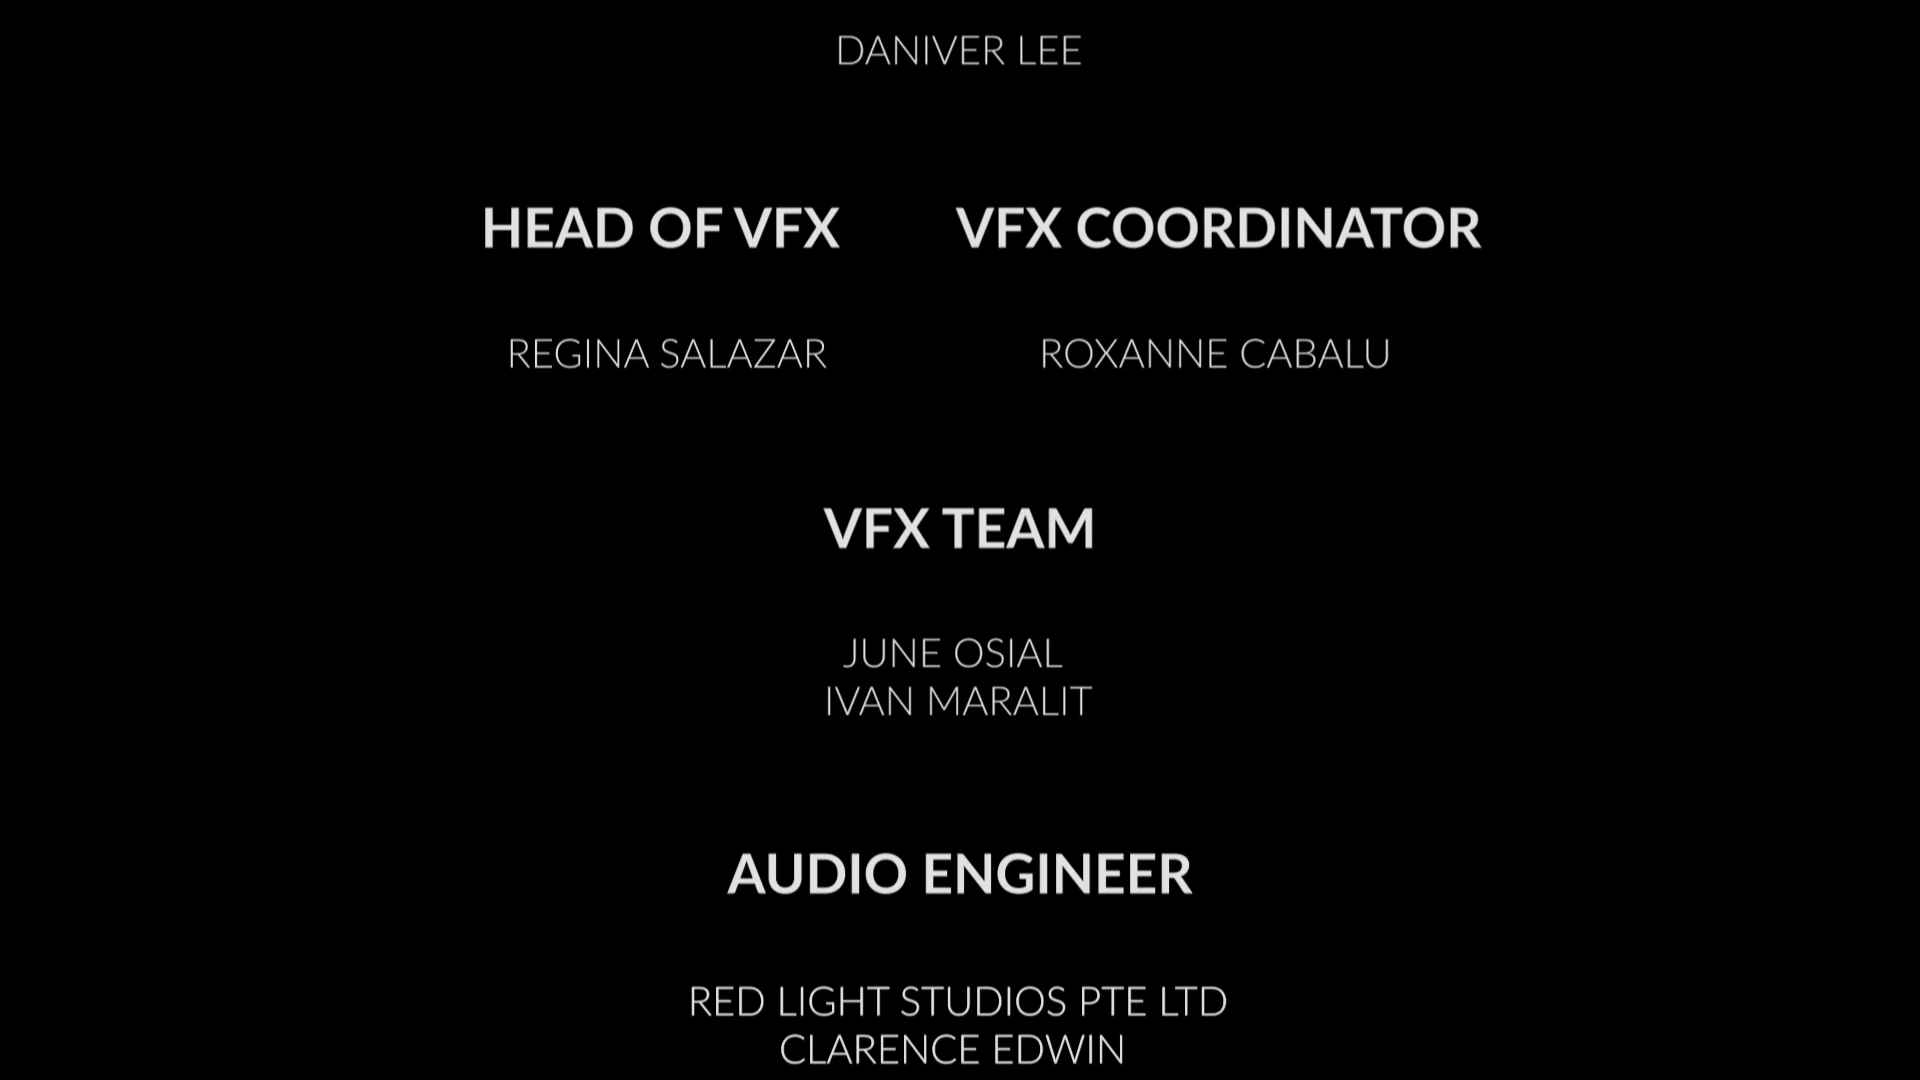 DANIVER LEE
HEAD OF VFX
REGINA SALAZAR
VFX COORDINATOR
ROXANNE CABALU
VFX TEAM
JUNE OSIAL
IVAN MARALIT
AUDIO ENGINEER
RED LIGHT STUDIOS PTE LTD
CLARENCE EDWIN